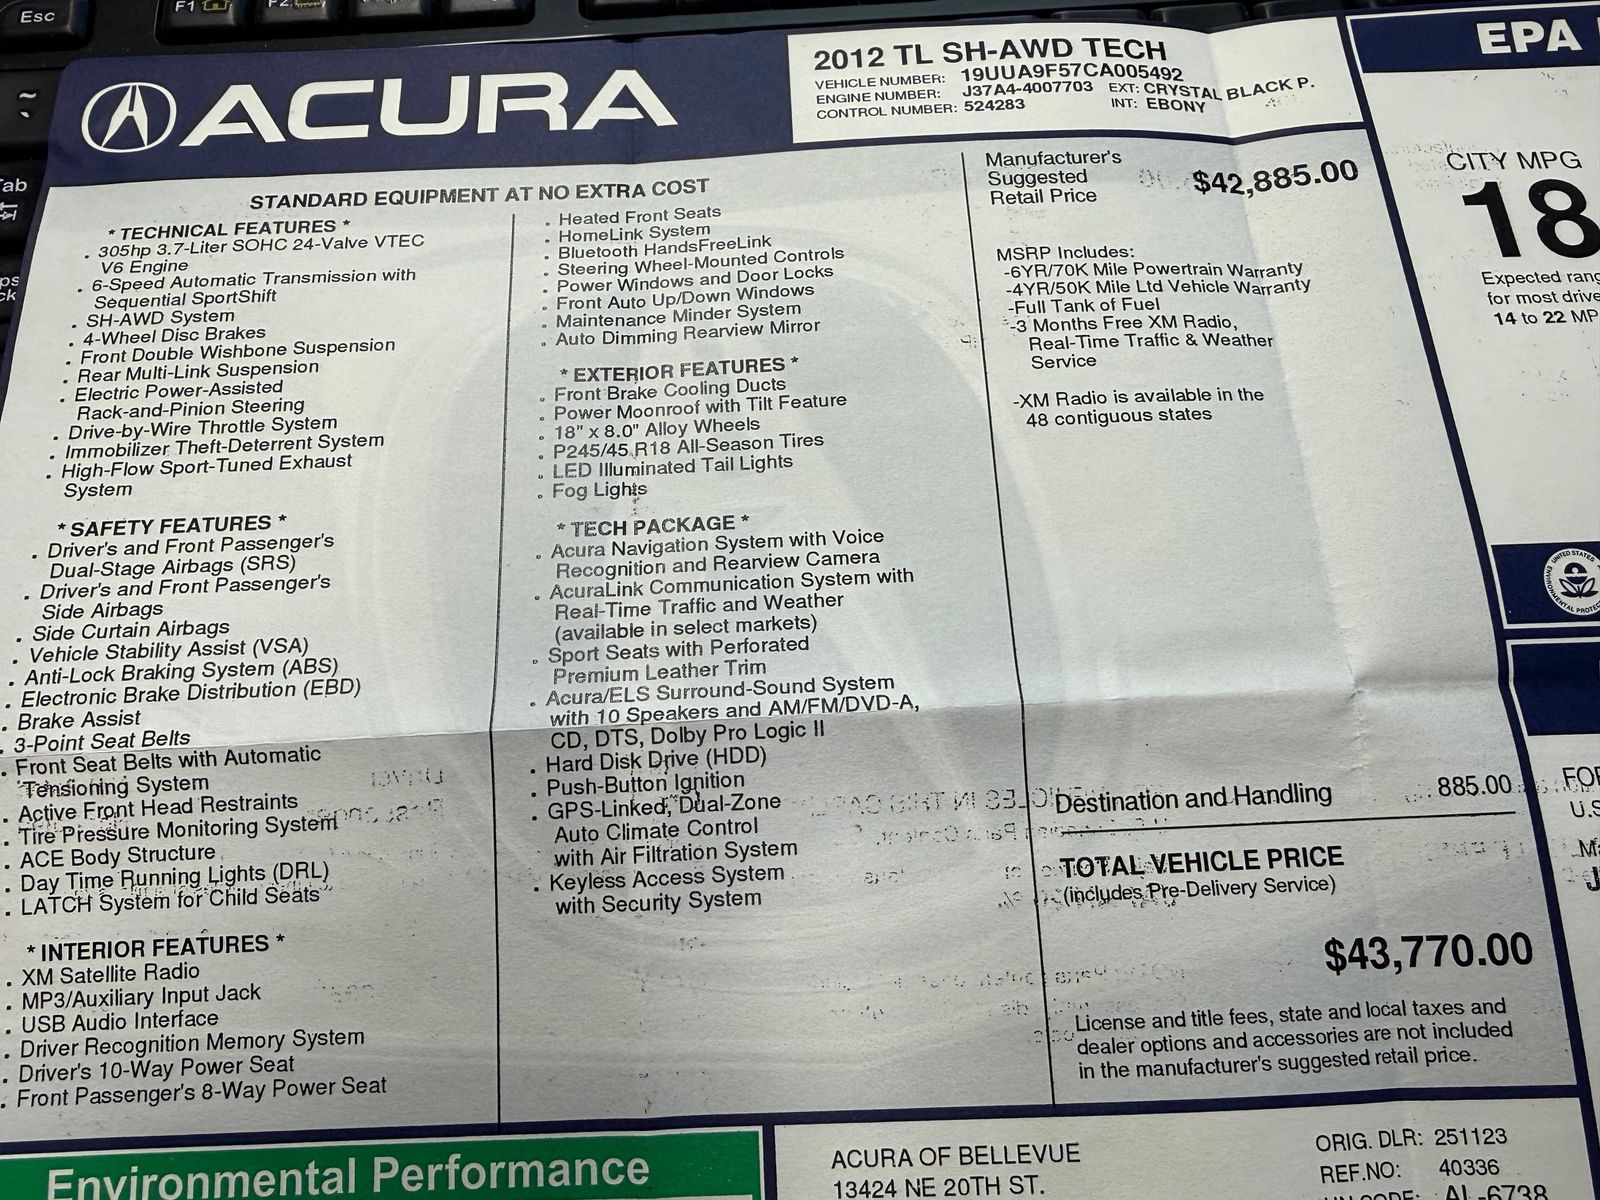 Esc
F1
F2
Tab
ACURA
2012 TL SH-AWD TECH
VEHICLE NUMBER: 19UUA9F57CA005492
ENGINE NUMBER: J37A4-4007703 EXT: CRYSTAL BLACK P.
CONTROL NUMBER: 524283 INT: EBONY
STANDARD EQUIPMENT AT NO EXTRA COST
* TECHNICAL FEATURES *
. 305hp 3.7-Liter SOHC 24-Valve VTEC
V6 Engine
. 6-Speed Automatic Transmission with
Sequential SportShift
. SH-AWD System
. 4-Wheel Disc Brakes
. Front Double Wishbone Suspension
. Rear Multi-Link Suspension
. Electric Power-Assisted
Rack-and-Pinion Steering
. Drive-by-Wire Throttle System
. Immobilizer Theft-Deterrent System
. High-Flow Sport-Tuned Exhaust
System
* SAFETY FEATURES *
. Driver's and Front Passenger's
Dual-Stage Airbags (SRS)
. Driver's and Front Passenger's
Side Airbags
. Side Curtain Airbags
. Vehicle Stability Assist (VSA)
. Anti-Lock Braking System (ABS)
. Electronic Brake Distribution (EBD)
. Brake Assist
. 3-Point Seat Belts
. Front Seat Belts with Automatic
Tensioning System
. Active Front Head Restraints
. Tire Pressure Monitoring System
. ACE Body Structure
. Day Time Running Lights (DRL)
. LATCH System for Child Seats
* INTERIOR FEATURES *
. XM Satellite Radio
. MP3/Auxiliary Input Jack
. USB Audio Interface
. Driver Recognition Memory System
. Driver's 10-Way Power Seat
. Front Passenger's 8-Way Power Seat
. Heated Front Seats
. HomeLink System
. Bluetooth HandsFreeLink
. Steering Wheel-Mounted Controls
. Power Windows and Door Locks
. Front Auto Up/Down Windows
. Maintenance Minder System
. Auto Dimming Rearview Mirror
* EXTERIOR FEATURES *
. Front Brake Cooling Ducts
. Power Moonroof with Tilt Feature
. 18" x 8.0" Alloy Wheels
. P245/45 R18 All-Season Tires
. LED Illuminated Tail Lights
. Fog Lights
* TECH PACKAGE *
. Acura Navigation System with Voice
Recognition and Rearview Camera
. AcuraLink Communication System with
Real-Time Traffic and Weather
(available in select markets)
. Sport Seats with Perforated
Premium Leather Trim
. Acura/ELS Surround-Sound System
with 10 Speakers and AM/FM/DVD-A,
CD, DTS, Dolby Pro Logic II
. Hard Disk Drive (HDD)
. Push-Button Ignition
. GPS-Linked, Dual-Zone
Auto Climate Control
with Air Filtration System
. Keyless Access System
with Security System
Manufacturer's
Suggested
Retail Price $42,885.00
MSRP Includes:
-6YR/70K Mile Powertrain Warranty
-4YR/50K Mile Ltd Vehicle Warranty
-Full Tank of Fuel
-3 Months Free XM Radio,
Real-Time Traffic & Weather
Service
-XM Radio is available in the
48 contiguous states
Destination and Handling 885.00
TOTAL VEHICLE PRICE
(includes Pre-Delivery Service)
$43,770.00
License and title fees, state and local taxes and
dealer options and accessories are not included
in the manufacturer's suggested retail price.
EPA
CITY MPG
18
Expected rang
for most drive
14 to 22 MP
UNITED STATES
FOR
U.S
Environmental Performance
ACURA OF BELLEVUE
13424 NE 20TH ST.
ORIG. DLR: 251123
REF.NO: 40336
AL-6738